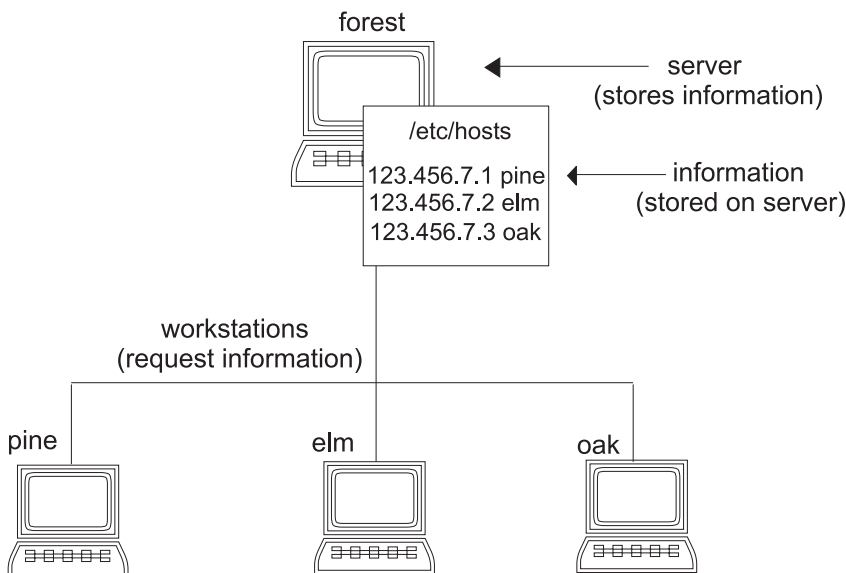 forest
server
(stores information)
/etc/hosts
123.456.7.1 pine
123.456.7.2 elm
123.456.7.3 oak
information
(stored on server)
workstations
(request information)
pine
elm
oak